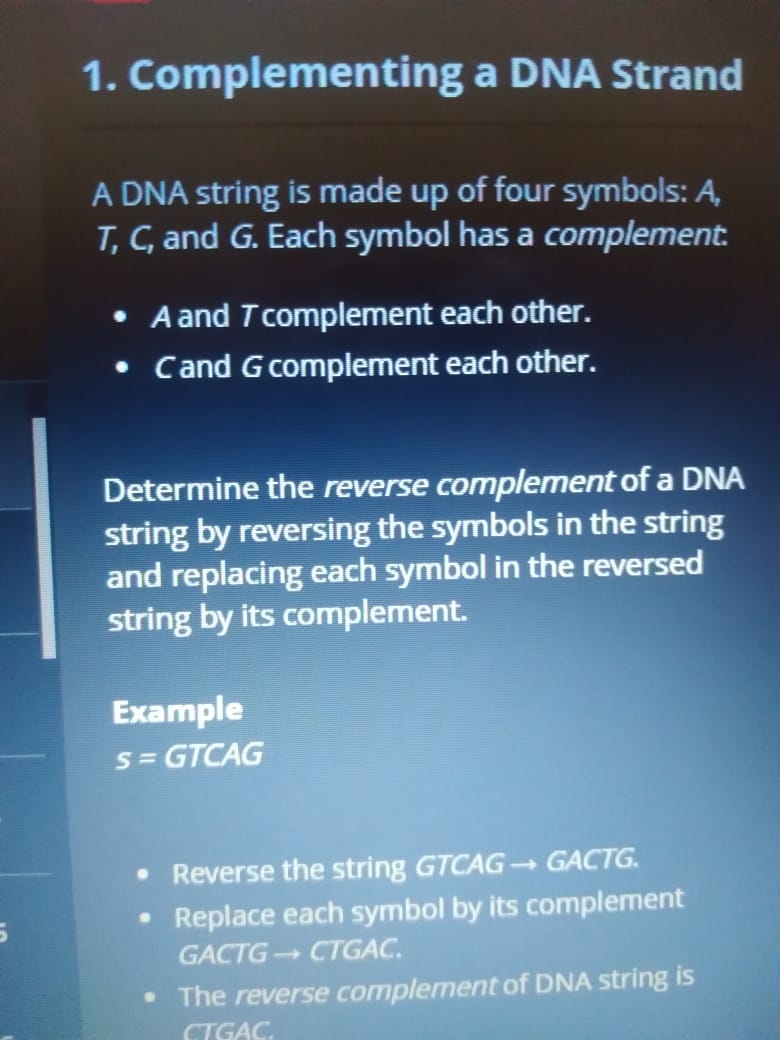 1. Complementing a DNA Strand
A DNA string is made up of four symbols: A,
T, C, and G. Each symbol has a complement:
• A and T complement each other.
• C and G complement each other.
Determine the reverse complement of a DNA
string by reversing the symbols in the string
and replacing each symbol in the reversed
string by its complement.
Example
s = GTCAG
• Reverse the string GTCAG → GACTG.
• Replace each symbol by its complement
GACTG → CTGAC.
• The reverse complement of DNA string is
CTGAC.